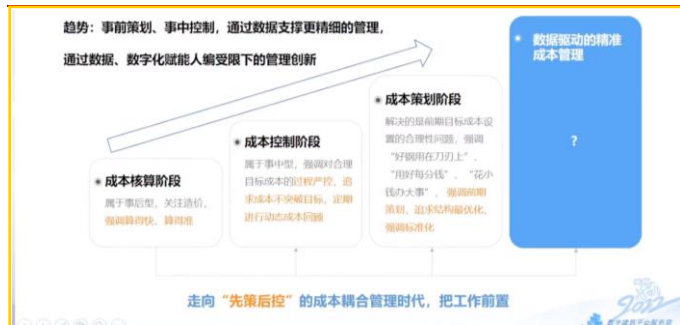 趋势：事前策划、事中控制，通过数据支撑更精细的管理，
通过数据、数字化赋能人编受限下的管理创新
数据驱动的精准
成本管理
？
成本策划阶段
解决的是前期目标成本设
置的合理性问题，强调
“好钢用在刀刃上”、
“用好每分钱”、“花小
钱办大事”，强调前期
策划，追求结构最优化，
强调标准化
成本控制阶段
属于事中型，强调对合理
目标成本的过程严控，追
求成本不突破目标，定期
进行动态成本回顾
成本核算阶段
属于事后型，关注造价，
强调算得快、算得准
走向“先策后控”的成本耦合管理时代，把工作前置
2022